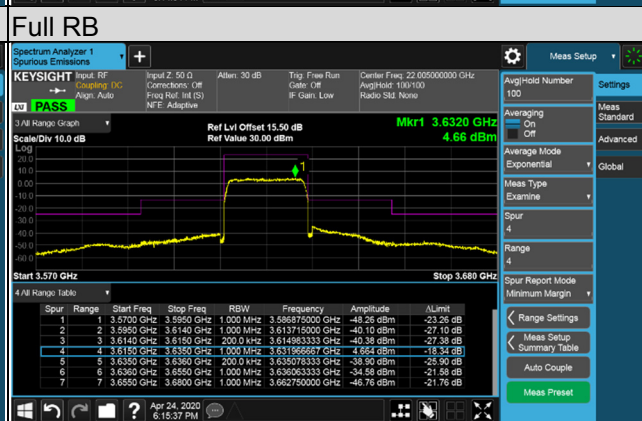 Full RB
Spectrum Analyzer 1
Spurious Emissions
Meas Setup
KEYSIGHT Input: RF
Coupling: DC
Align: Auto
Input Z: 50 Ω
Corrections: Off
Freq Ref: Int (S)
NFE: Adaptive
Atten: 30 dB
Trig: Free Run
Gate: Off
IF Gain: Low
Center Freq: 22.005000000 GHz
Avg|Hold: 100/100
Radio Std: None
LXI PASS
3 All Range Graph
Scale/Div 10.0 dB
Ref Lvl Offset 15.50 dB
Ref Value 30.00 dBm
Mkr1 3.6320 GHz
4.66 dBm
Log
20.0
10.0
0.00
-10.0
-20.0
-30.0
-40.0
-50.0
-60.0
1
Start 3.570 GHz
Stop 3.680 GHz
4 All Range Table
Spur Range Start Freq Stop Freq RBW Frequency Amplitude ΔLimit
1 1 3.5700 GHz 3.5950 GHz 1.000 MHz 3.586875000 GHz -48.26 dBm -23.26 dB
2 2 3.5950 GHz 3.6140 GHz 1.000 MHz 3.613715000 GHz -40.10 dBm -27.10 dB
3 3 3.6140 GHz 3.6150 GHz 200.0 kHz 3.614983333 GHz -40.38 dBm -27.38 dB
4 4 3.6150 GHz 3.6350 GHz 1.000 MHz 3.631966667 GHz 4.664 dBm -18.34 dB
5 5 3.6350 GHz 3.6360 GHz 200.0 kHz 3.635078333 GHz -38.90 dBm -25.90 dB
6 6 3.6360 GHz 3.6550 GHz 1.000 MHz 3.636063333 GHz -34.58 dBm -21.58 dB
7 7 3.6550 GHz 3.6800 GHz 1.000 MHz 3.662750000 GHz -46.76 dBm -21.76 dB
Apr 24, 2020
6:15:37 PM
Avg|Hold Number
100
Averaging
On
Off
Average Mode
Exponential
Meas Type
Examine
Spur
4
Range
4
Spur Report Mode
Minimum Margin
Range Settings
Meas Setup
Summary Table
Auto Couple
Meas Preset
Settings
Meas
Standard
Advanced
Global